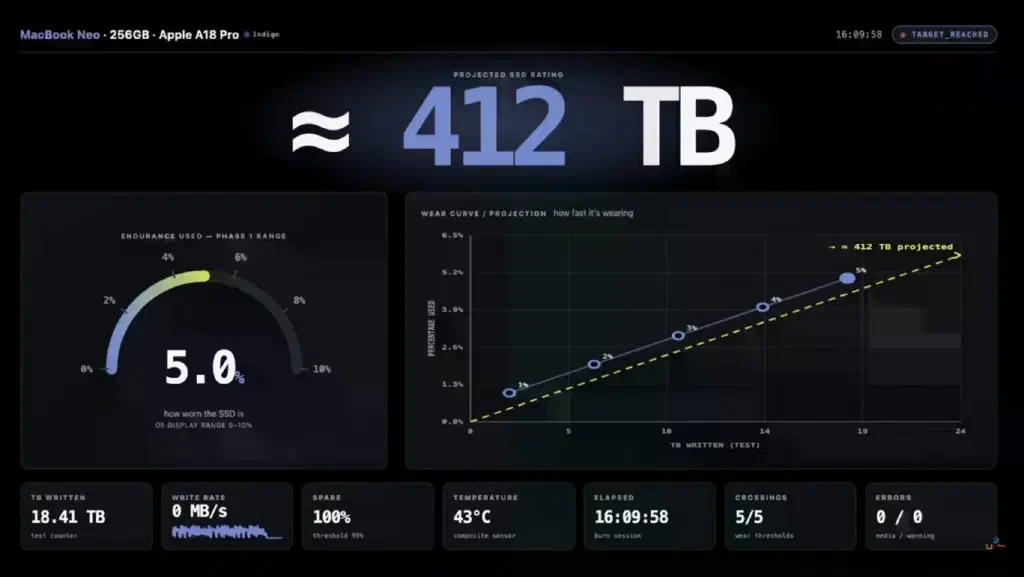 MacBook Neo · 256GB · Apple A18 Pro Indigo
16:09:58 TARGET_REACHED
PROJECTED SSD RATING
≈ 412 TB
ENDURANCE USED — PHASE 1 RANGE
0%
2%
4%
6%
8%
10%
5.0%
how worn the SSD is
OR DISPLAY RANGE 0–10%
WEAR CURVE / PROJECTION how fast it's wearing
→ ≈ 412 TB projected
6.5%
5.2%
3.9%
2.6%
1.3%
0.0%
PERCENTAGE USED
1%
2%
3%
4%
5%
0 5 10 14 19 24
TB WRITTEN (TEST)
TB WRITTEN
18.41 TB
test counter
WRITE RATE
0 MB/s
SPARE
100%
threshold 99%
TEMPERATURE
43°C
composite sensor
ELAPSED
16:09:58
burn session
CROSSINGS
5/5
wear thresholds
ERRORS
0 / 0
media / warning